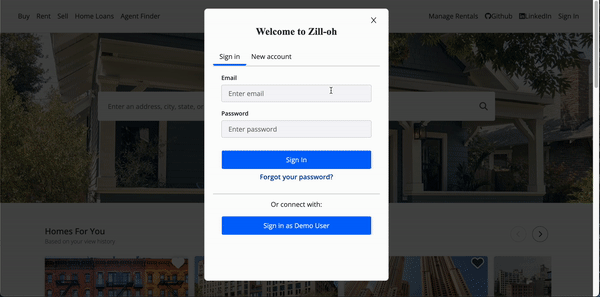 Buy Rent Sell Home Loans Agent Finder
Manage Rentals Github LinkedIn Sign In
X
Welcome to Zill-oh
Sign in New account
Email
Enter email
Password
Enter password
Sign In
Forgot your password?
Or connect with:
Sign in as Demo User
Enter an address, city, state, or
Homes For You
Based on your view history